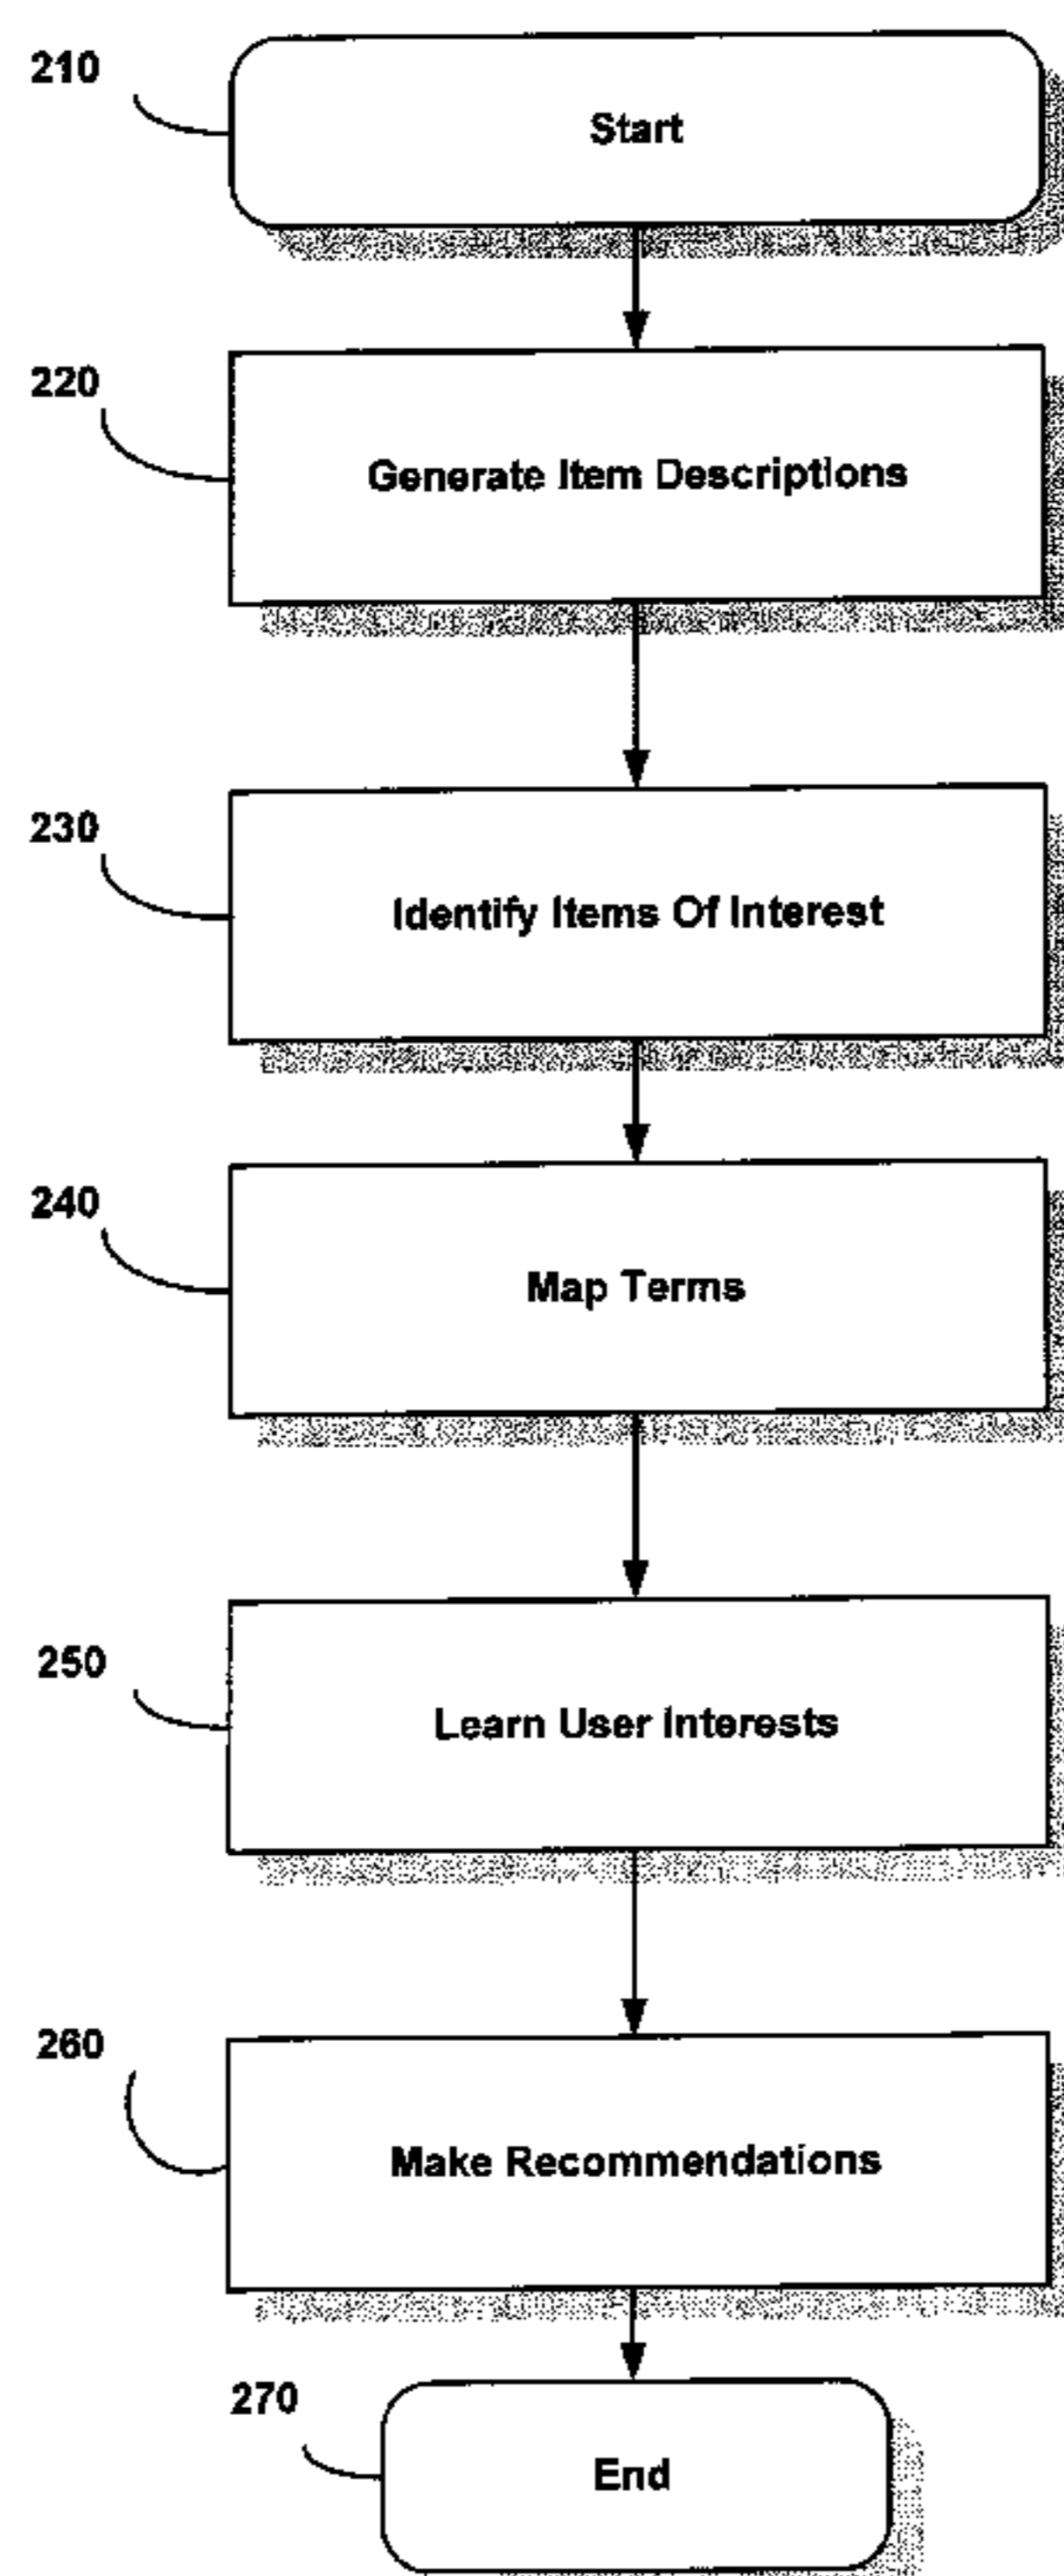 210
Start
220
Generate Item Descriptions
230
Identify Items Of Interest
240
Map Terms
250
Learn User Interests
260
Make Recommendations
270
End